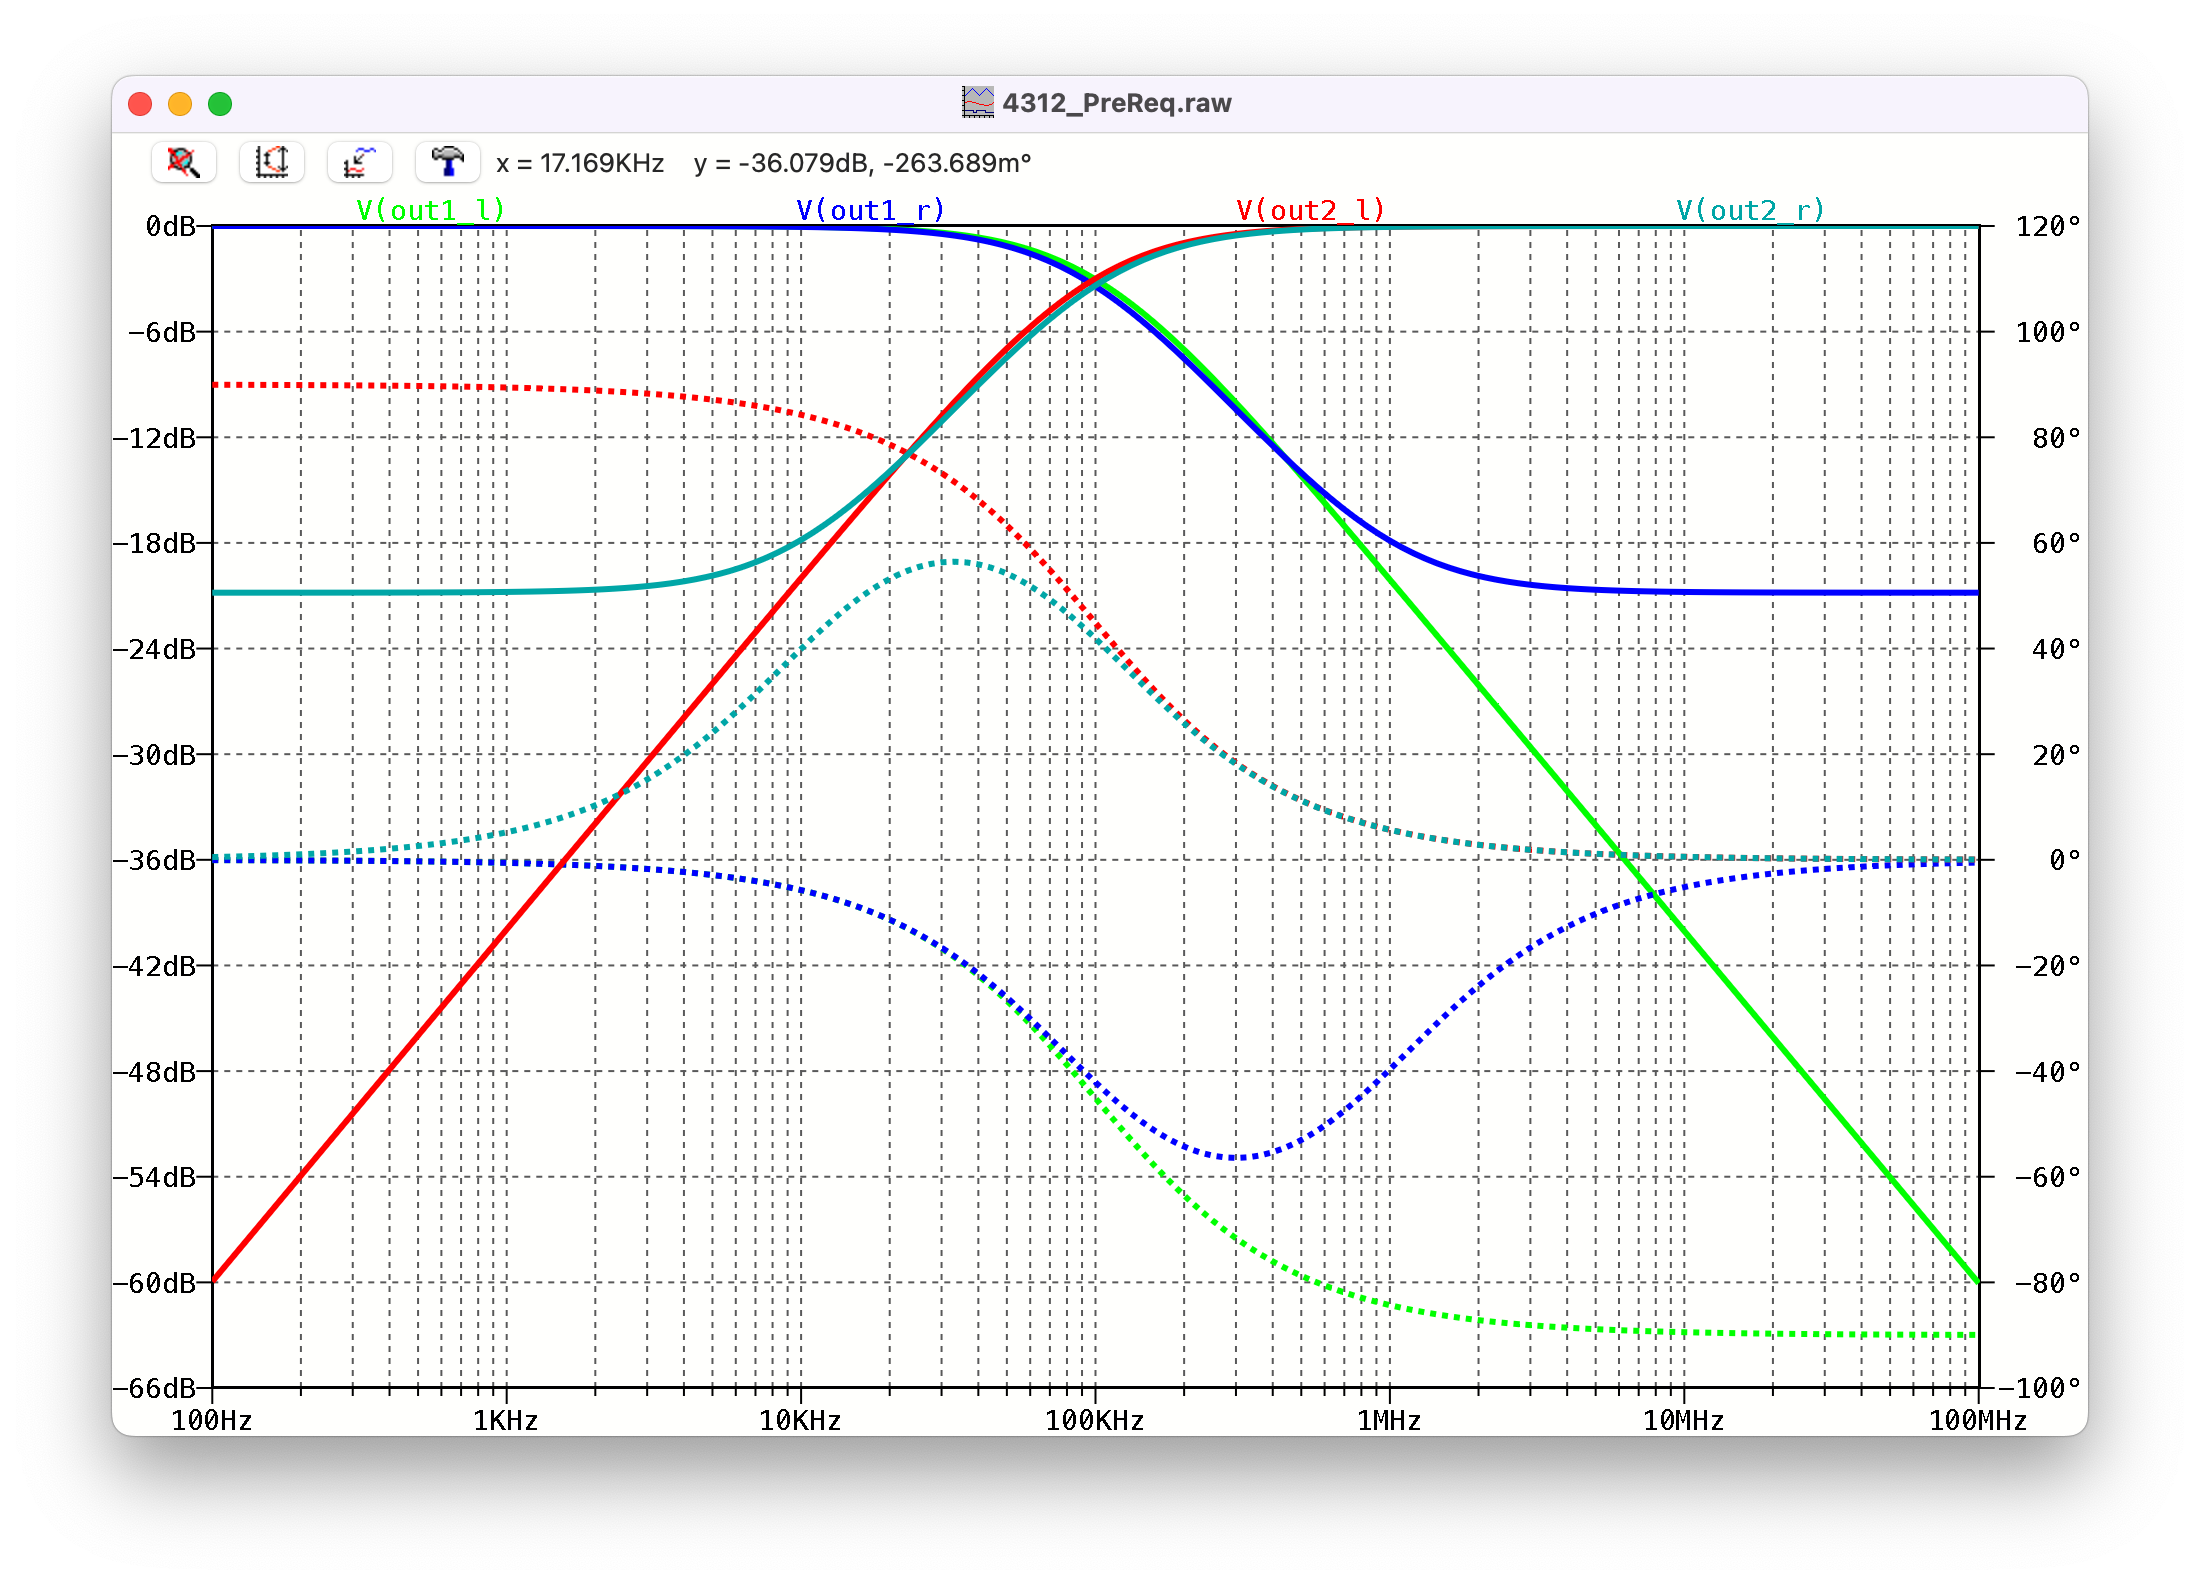 4312_PreReq.raw
x = 17.169KHz y = -36.079dB, -263.689m°
V(out1_l) V(out1_r) V(out2_l) V(out2_r)
0dB 120°
-6dB 100°
-12dB 80°
-18dB 60°
-24dB 40°
-30dB 20°
-36dB 0°
-42dB -20°
-48dB -40°
-54dB -60°
-60dB -80°
-66dB -100°
100Hz 1KHz 10KHz 100KHz 1MHz 10MHz 100MHz